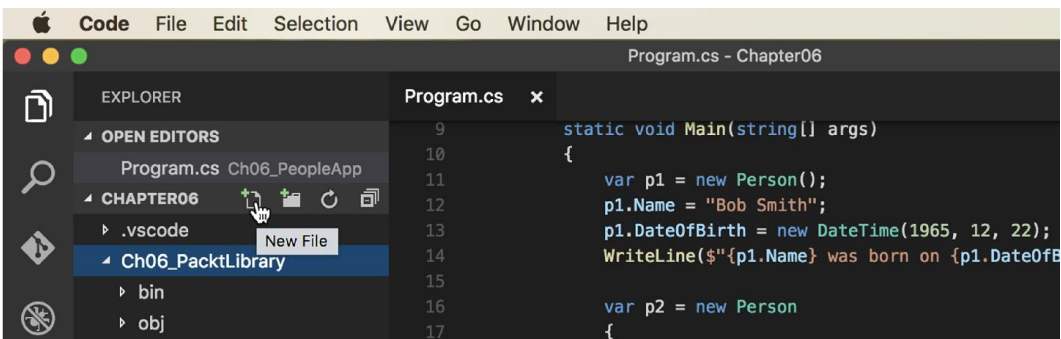 Code File Edit Selection View Go Window Help
Program.cs - Chapter06
EXPLORER
OPEN EDITORS
Program.cs Ch06_PeopleApp
CHAPTER06
New File
.vscode
Ch06_PacktLibrary
bin
obj
Program.cs ×
9 static void Main(string[] args)
10 {
11 var p1 = new Person();
12 p1.Name = "Bob Smith";
13 p1.DateOfBirth = new DateTime(1965, 12, 22);
14 WriteLine($"{p1.Name} was born on {p1.DateOfB
15
16 var p2 = new Person
17 {